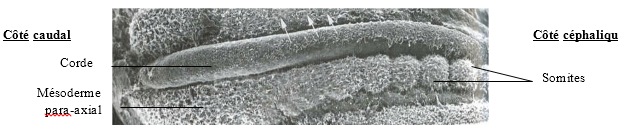 Côté caudal
Côté céphaliqu
Corde
Somites
Mésoderme
para-axial